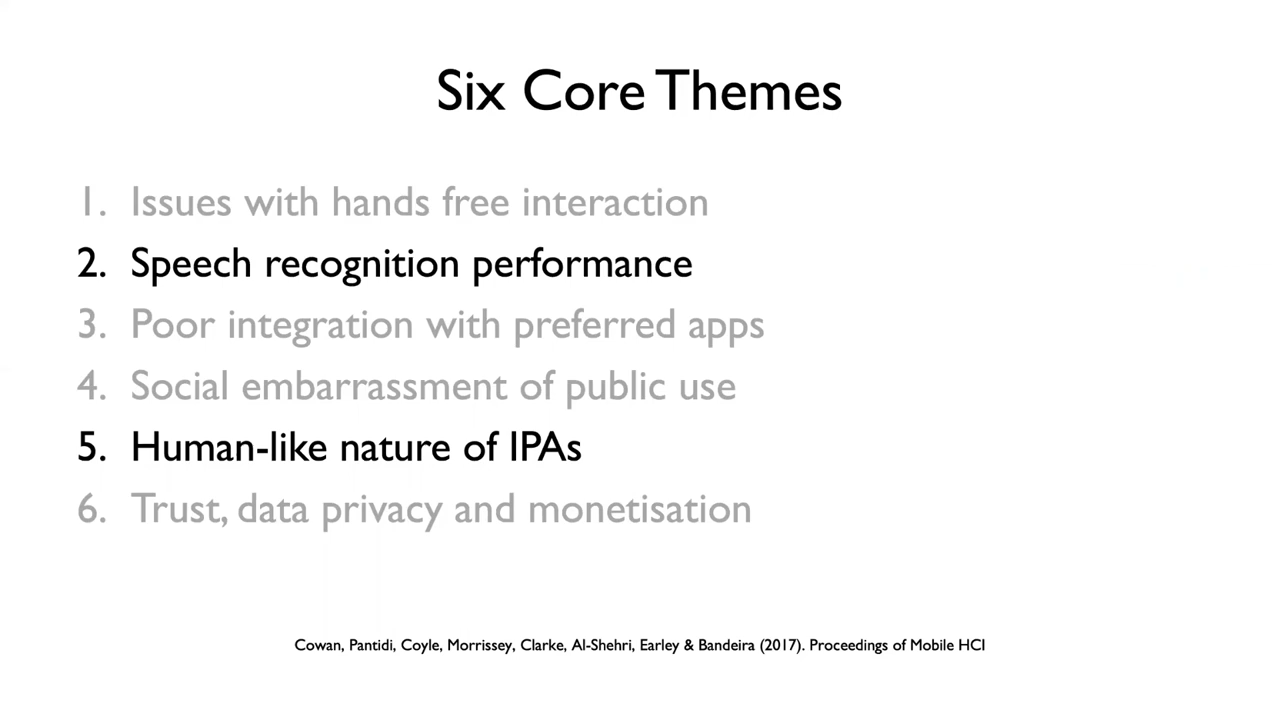 Six Core Themes
1. Issues with hands free interaction
2. Speech recognition performance
3. Poor integration with preferred apps
4. Social embarrassment of public use
5. Human-like nature of IPAs
6. Trust, data privacy and monetisation
Cowan, Pantidi, Coyle, Morrissey, Clarke, Al-Shehri, Earley & Bandeira (2017). Proceedings of Mobile HCI